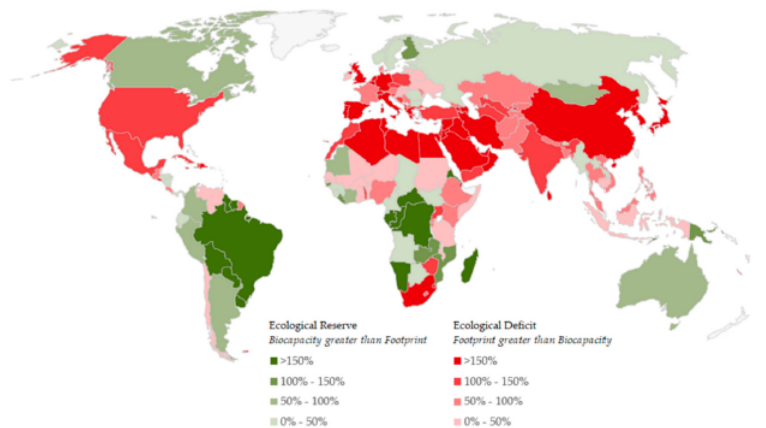 Ecological Reserve
Biocapacity greater than Footprint
>150%
100% - 150%
50% - 100%
0% - 50%
Ecological Deficit
Footprint greater than Biocapacity
>150%
100% - 150%
50% - 100%
0% - 50%